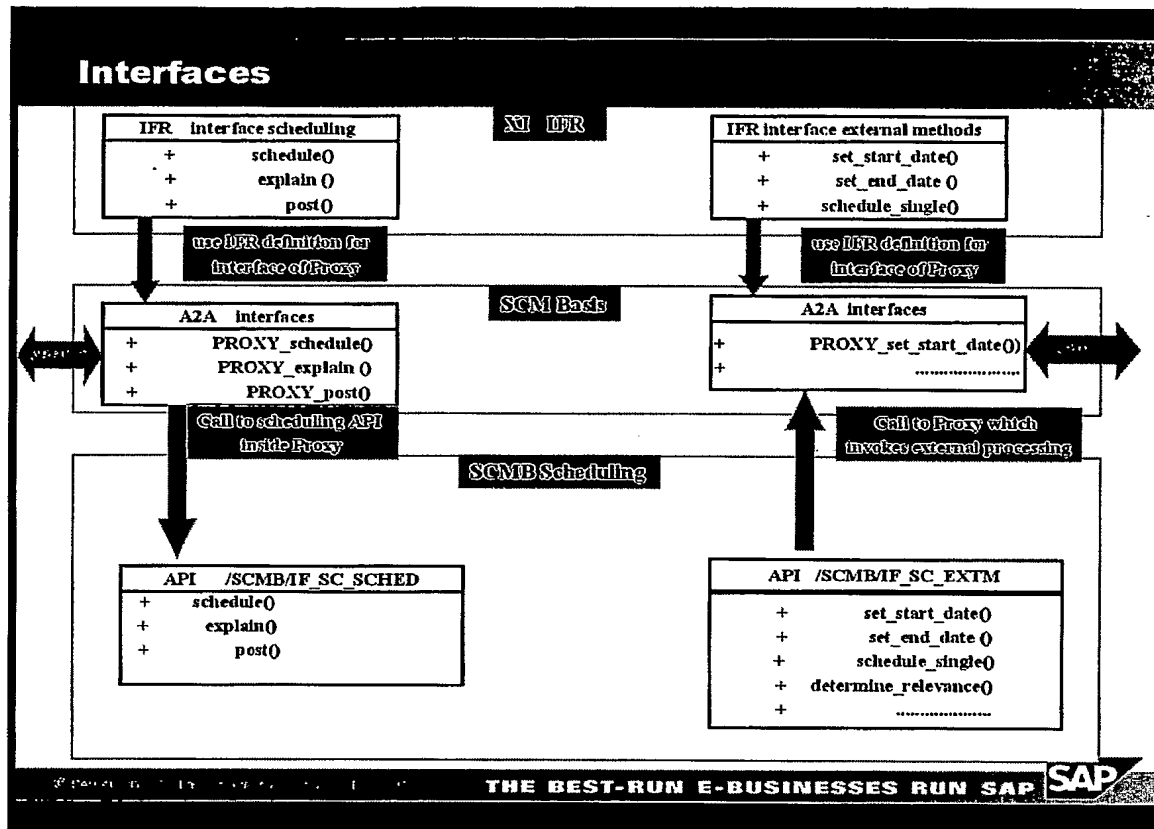 Interfaces
XI IFR
IFR interface scheduling
+ schedule()
+ explain ()
+ post()
IFR interface external methods
+ set_start_date()
+ set_end_date ()
+ schedule_single()
use IFR definition for
interface of Proxy
use IFR definition for
interface of Proxy
SCM Basis
A2A interfaces
+ PROXY_schedule()
+ PROXY_explain ()
+ PROXY_post()
A2A interfaces
+ PROXY_set_start_date())
+ ......................
Call to scheduling API
inside Proxy
Call to Proxy which
invokes external processing
SCMB Scheduling
API /SCMB/IF_SC_SCHED
+ schedule()
+ explain()
+ post()
API /SCMB/IF_SC_EXTM
+ set_start_date()
+ set_end_date ()
+ schedule_single()
+ determine_relevance()
+ ....................
THE BEST-RUN E-BUSINESSES RUN SAP
SAP